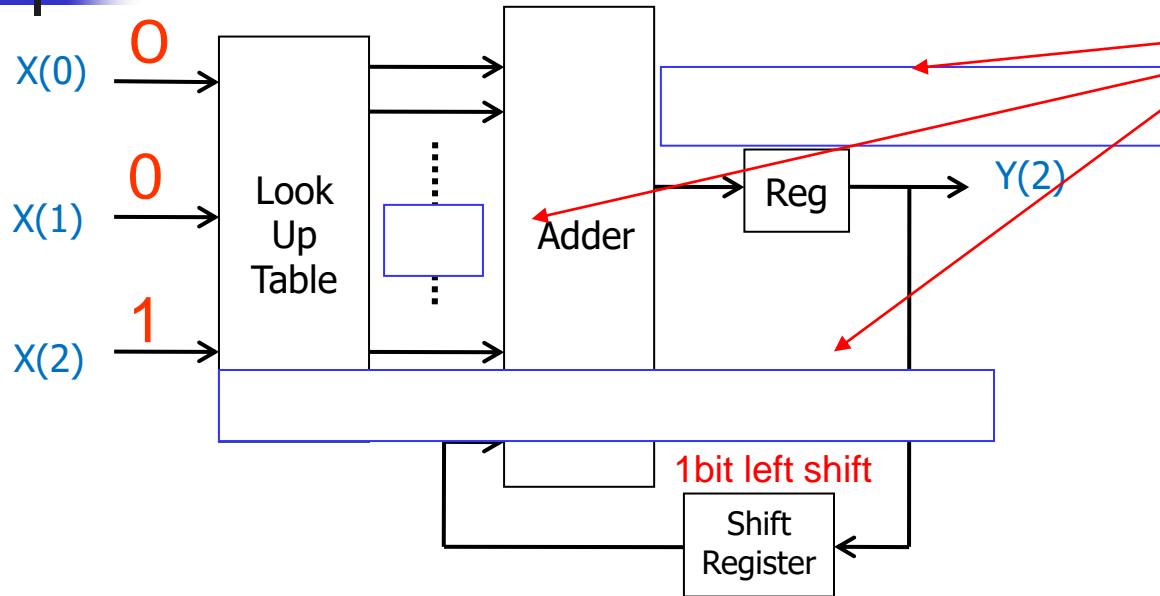 0
X(0)
0
X(1)
1
X(2)
Look
Up
Table
Adder
Reg
Y(2)
1bit left shift
Shift
Register